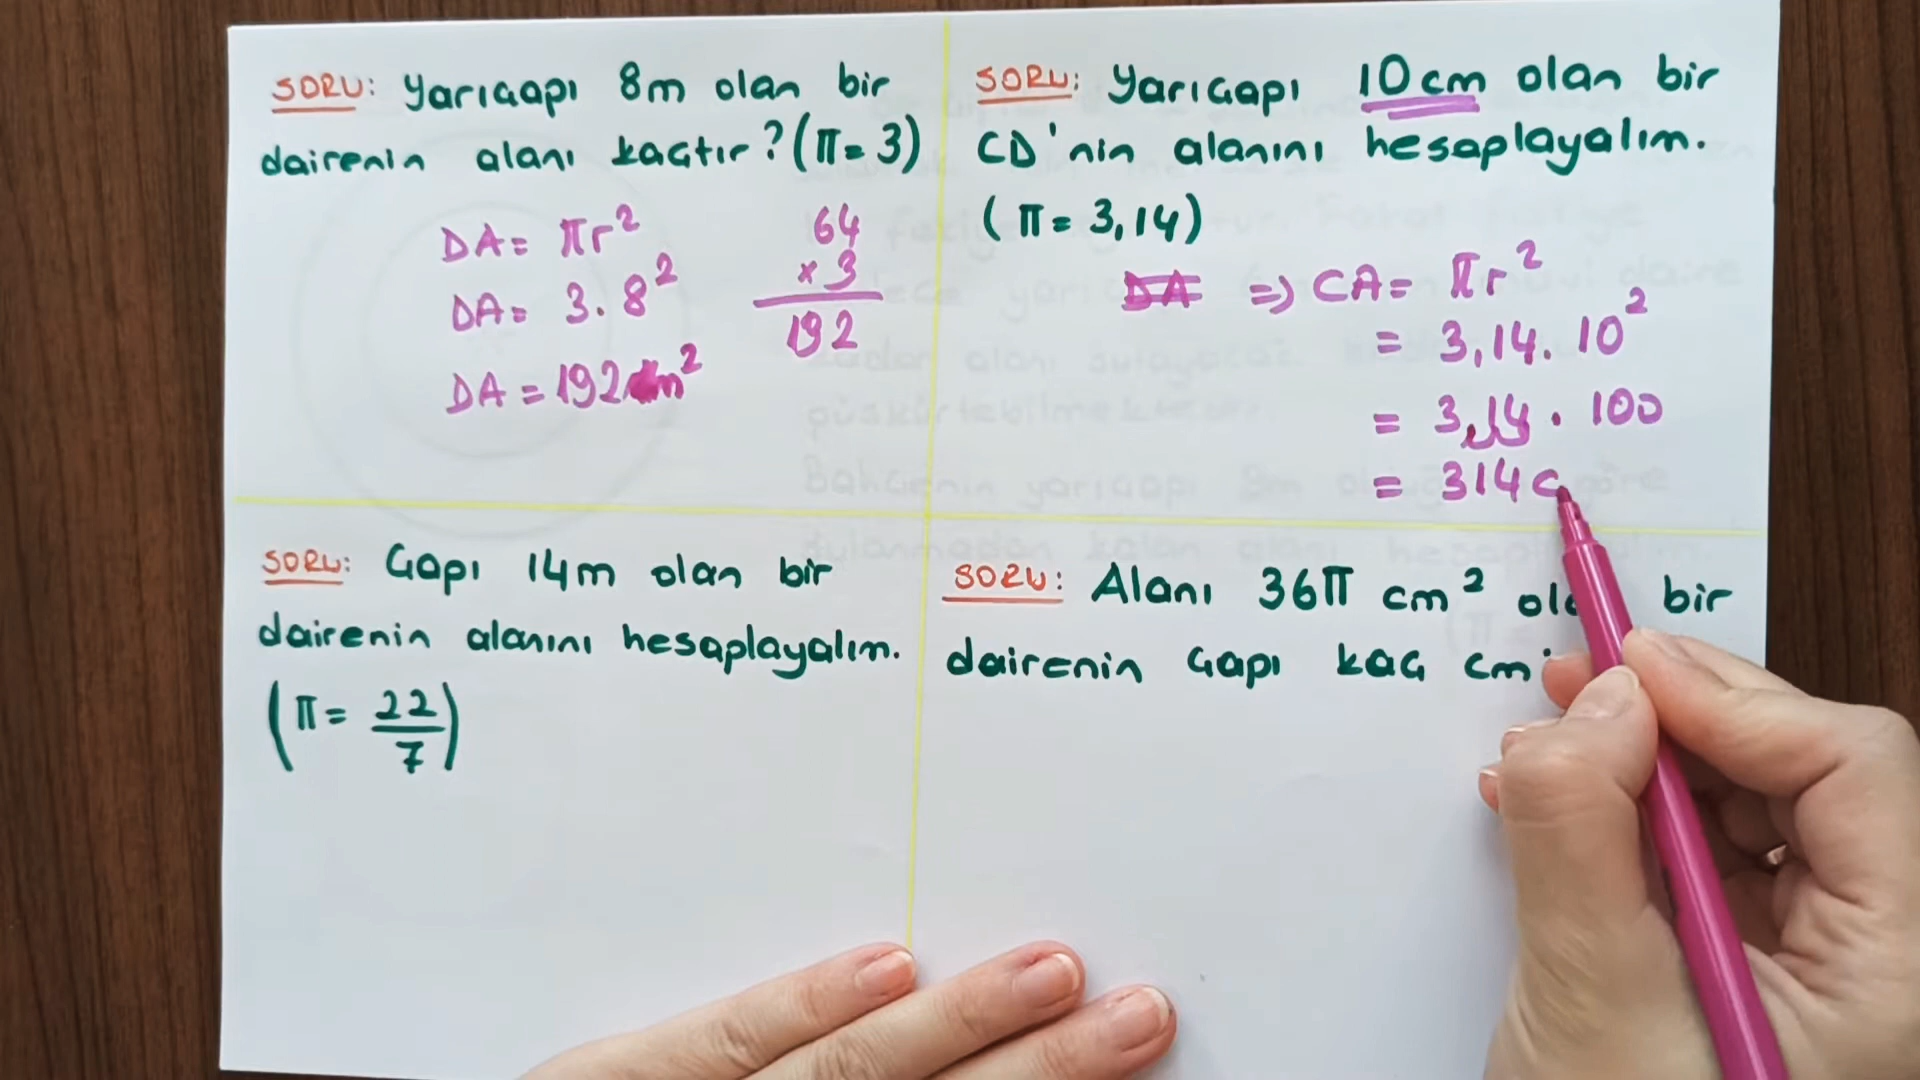 SORU: Yarıçapı 8m olan bir
dairenin alanı kaçtır? (π=3)
DA= πr²
DA= 3.8²
DA=192m²
64
x 3
192
SORU: Yarıçapı 10cm olan bir
CD'nin alanını hesaplayalım.
(π=3,14)
DA => CA= πr²
= 3,14.10²
= 3,14.100
= 314c
SORU: Çapı 14m olan bir
dairenin alanını hesaplayalım.
(π= 22/7)
SORU: Alanı 36π cm² ola bir
dairenin çapı kaç cm